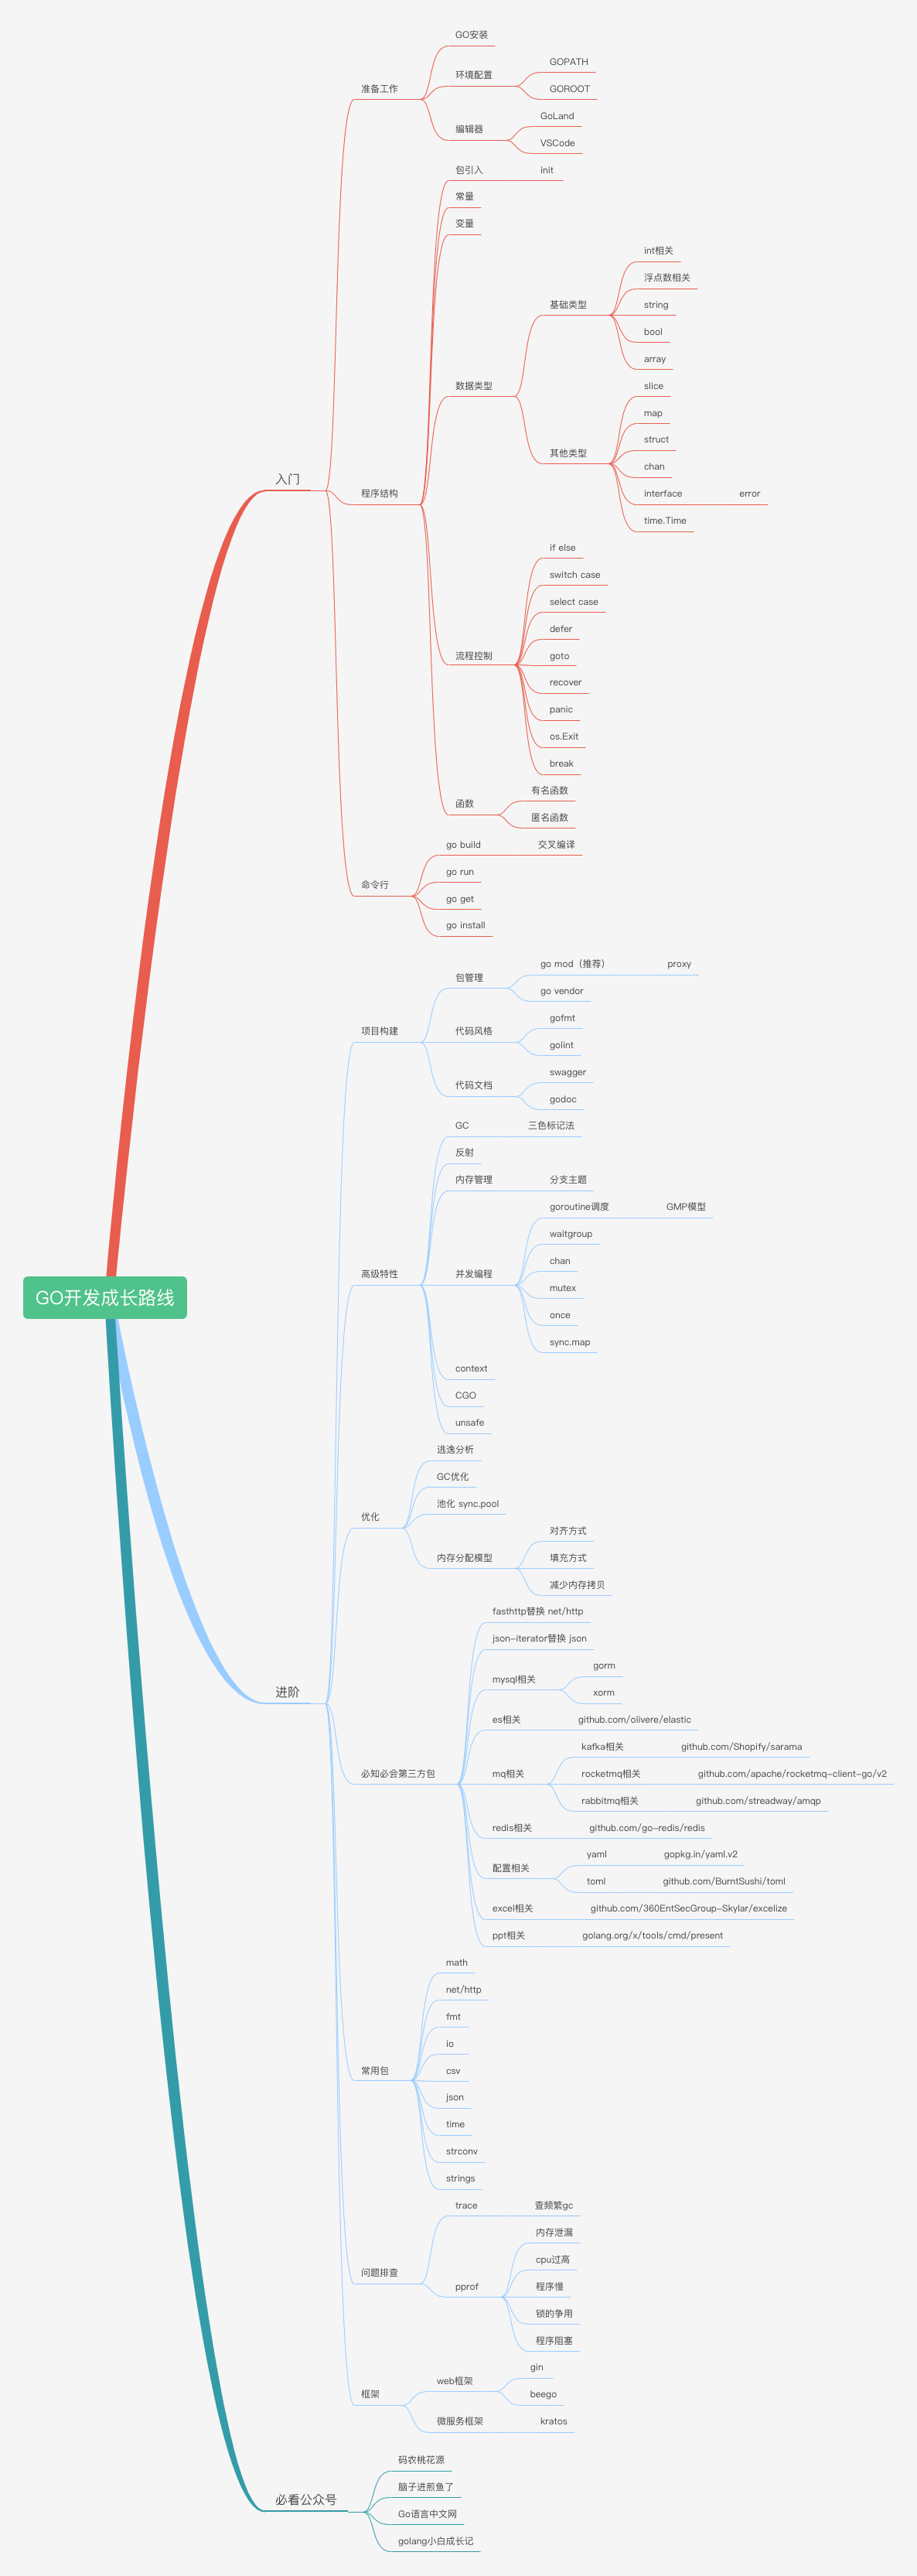 GO开发成长路线
入门
准备工作
GO安装
环境配置
GOPATH
GOROOT
编辑器
GoLand
VSCode
程序结构
包引入
init
常量
变量
数据类型
基础类型
int相关
浮点数相关
string
bool
array
其他类型
slice
map
struct
chan
interface
error
time.Time
流程控制
if else
switch case
select case
defer
goto
recover
panic
os.Exit
break
函数
有名函数
匿名函数
命令行
go build
交叉编译
go run
go get
go install
进阶
项目构建
包管理
go mod（推荐）
proxy
go vendor
代码风格
gofmt
golint
代码文档
swagger
godoc
高级特性
GC
三色标记法
反射
内存管理
分支主题
并发编程
goroutine调度
GMP模型
waitgroup
chan
mutex
once
sync.map
context
CGO
unsafe
优化
逃逸分析
GC优化
池化 sync.pool
内存分配模型
对齐方式
填充方式
减少内存拷贝
必知必会第三方包
fasthttp替换 net/http
json-iterator替换 json
mysql相关
gorm
xorm
es相关
github.com/olivere/elastic
mq相关
kafka相关
github.com/Shopify/sarama
rocketmq相关
github.com/apache/rocketmq-client-go/v2
rabbitmq相关
github.com/streadway/amqp
redis相关
github.com/go-redis/redis
配置相关
yaml
gopkg.in/yaml.v2
toml
github.com/BurntSushi/toml
excel相关
github.com/360EntSecGroup-Skylar/excelize
ppt相关
golang.org/x/tools/cmd/present
常用包
math
net/http
fmt
io
csv
json
time
strconv
strings
问题排查
trace
查频繁gc
pprof
内存泄漏
cpu过高
程序慢
锁的争用
程序阻塞
框架
web框架
gin
beego
微服务框架
kratos
必看公众号
码农桃花源
脑子进煎鱼了
Go语言中文网
golang小白成长记